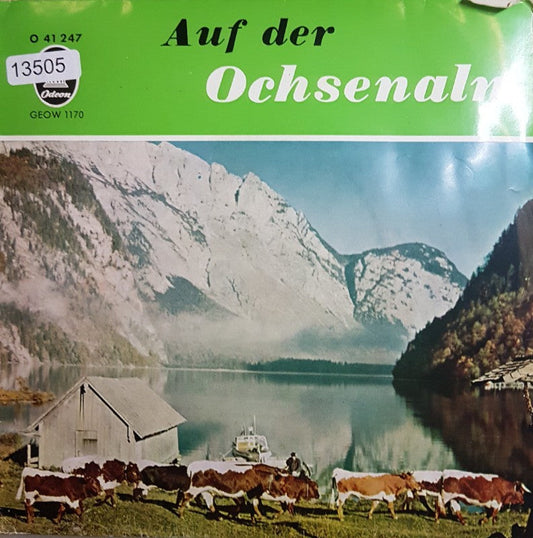 O 41 247
13505
Odeon
GEOW 1170
Auf der
Ochsenalm